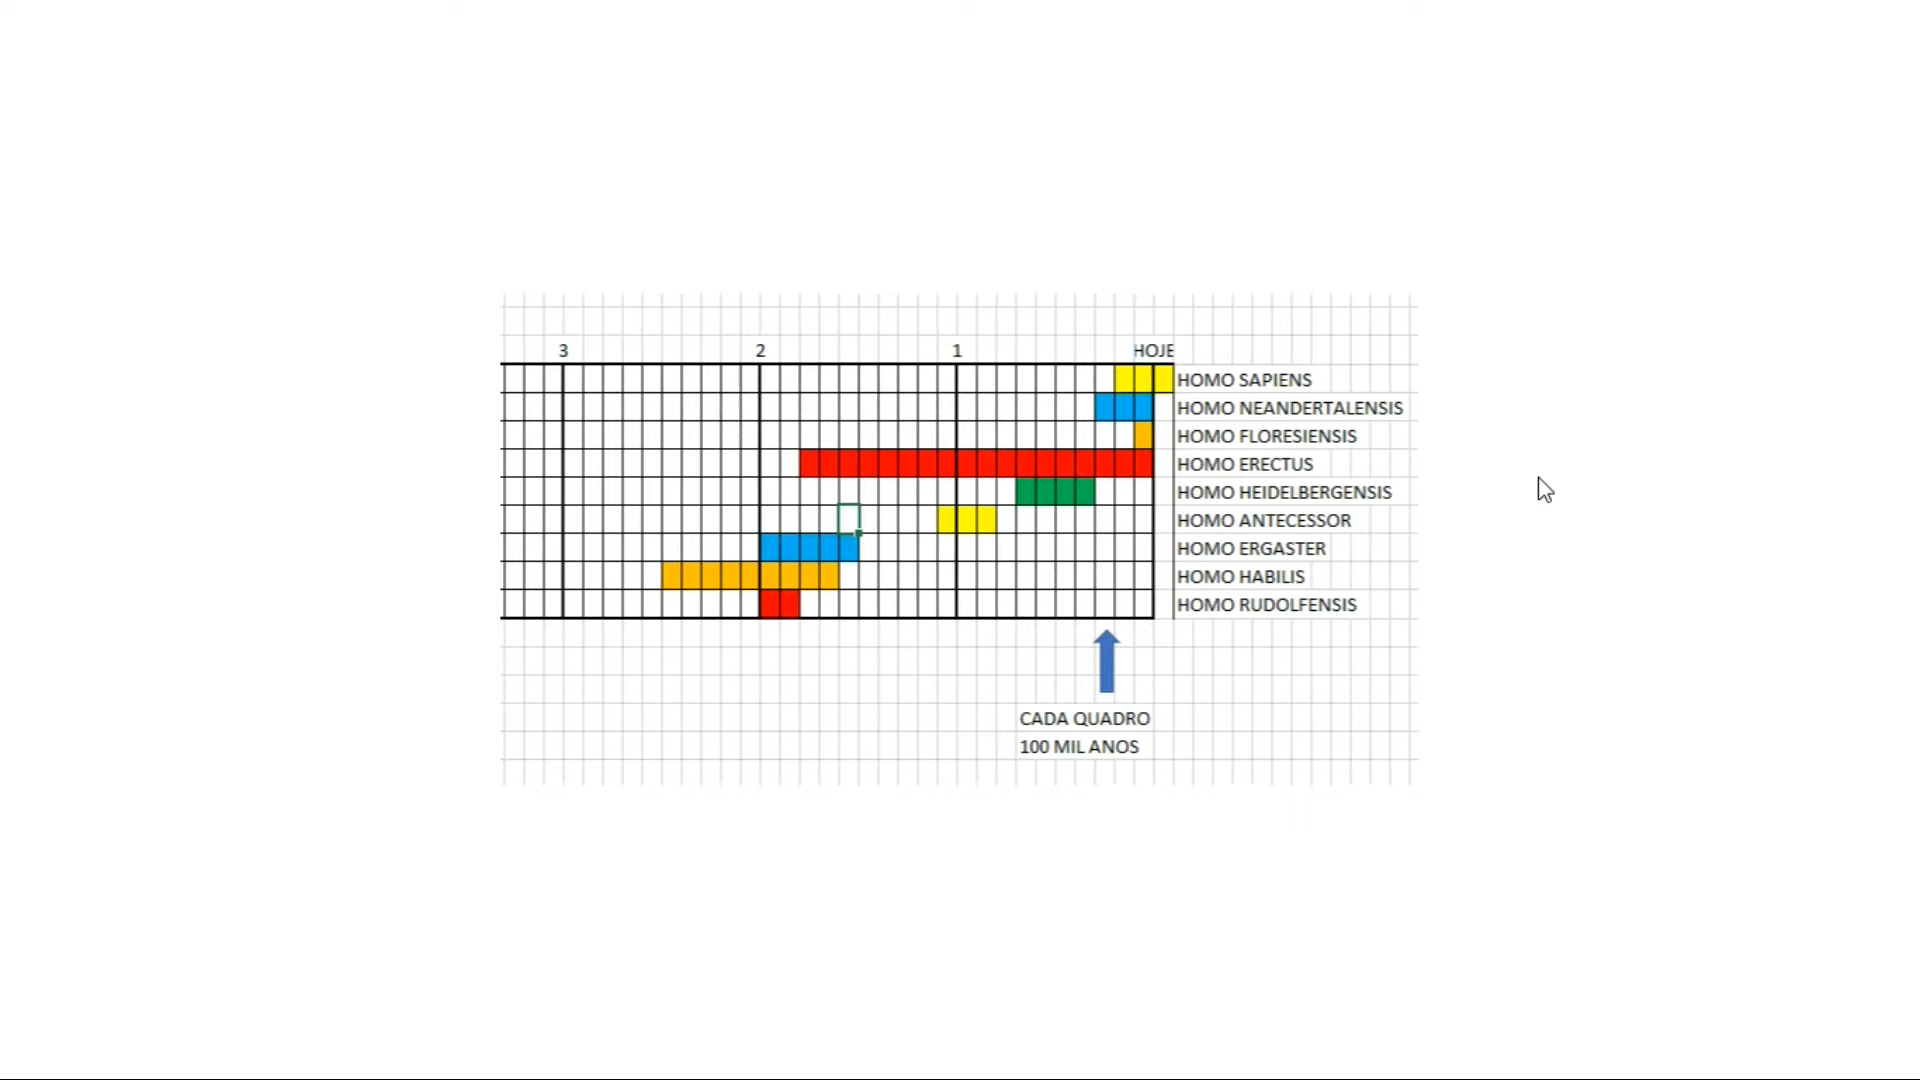 3 2 1 HOJE
HOMO SAPIENS
HOMO NEANDERTALENSIS
HOMO FLORESIENSIS
HOMO ERECTUS
HOMO HEIDELBERGENSIS
HOMO ANTECESSOR
HOMO ERGASTER
HOMO HABILIS
HOMO RUDOLFENSIS
CADA QUADRO
100 MIL ANOS